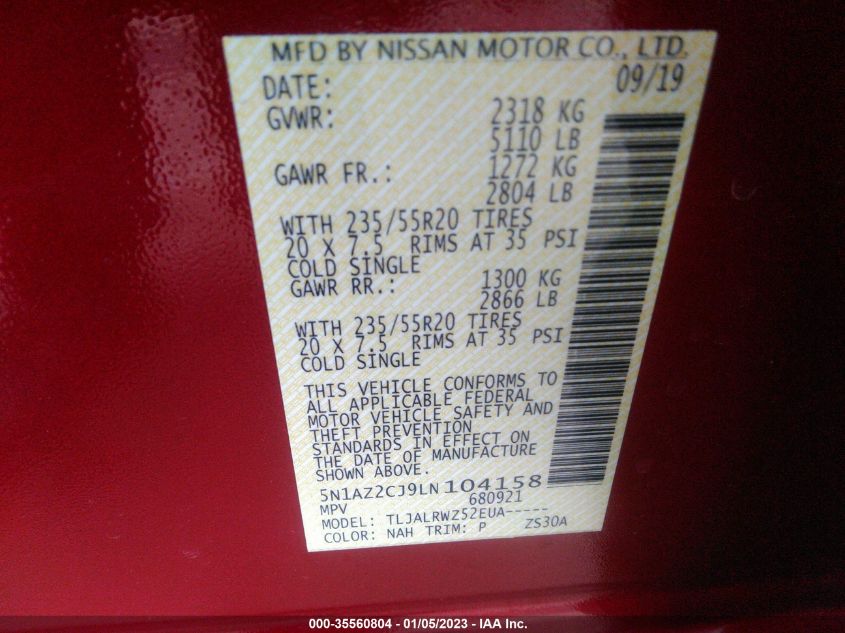 MFD BY NISSAN MOTOR CO., LTD.
DATE: 09/19
GVWR: 2318 KG
5110 LB
GAWR FR.: 1272 KG
2804 LB
WITH 235/55R20 TIRES
20 X 7.5 RIMS AT 35 PSI
COLD SINGLE
GAWR RR.: 1300 KG
2866 LB
WITH 235/55R20 TIRES
20 X 7.5 RIMS AT 35 PSI
COLD SINGLE
THIS VEHICLE CONFORMS TO
ALL APPLICABLE FEDERAL
MOTOR VEHICLE SAFETY AND
THEFT PREVENTION
STANDARDS IN EFFECT ON
THE DATE OF MANUFACTURE
SHOWN ABOVE.
5N1AZ2CJ9LN104158
MPV 680921
MODEL: TLJALRWZ52EUA-----
COLOR: NAH TRIM: P ZS30A
000-35560804 - 01/05/2023 - IAA Inc.